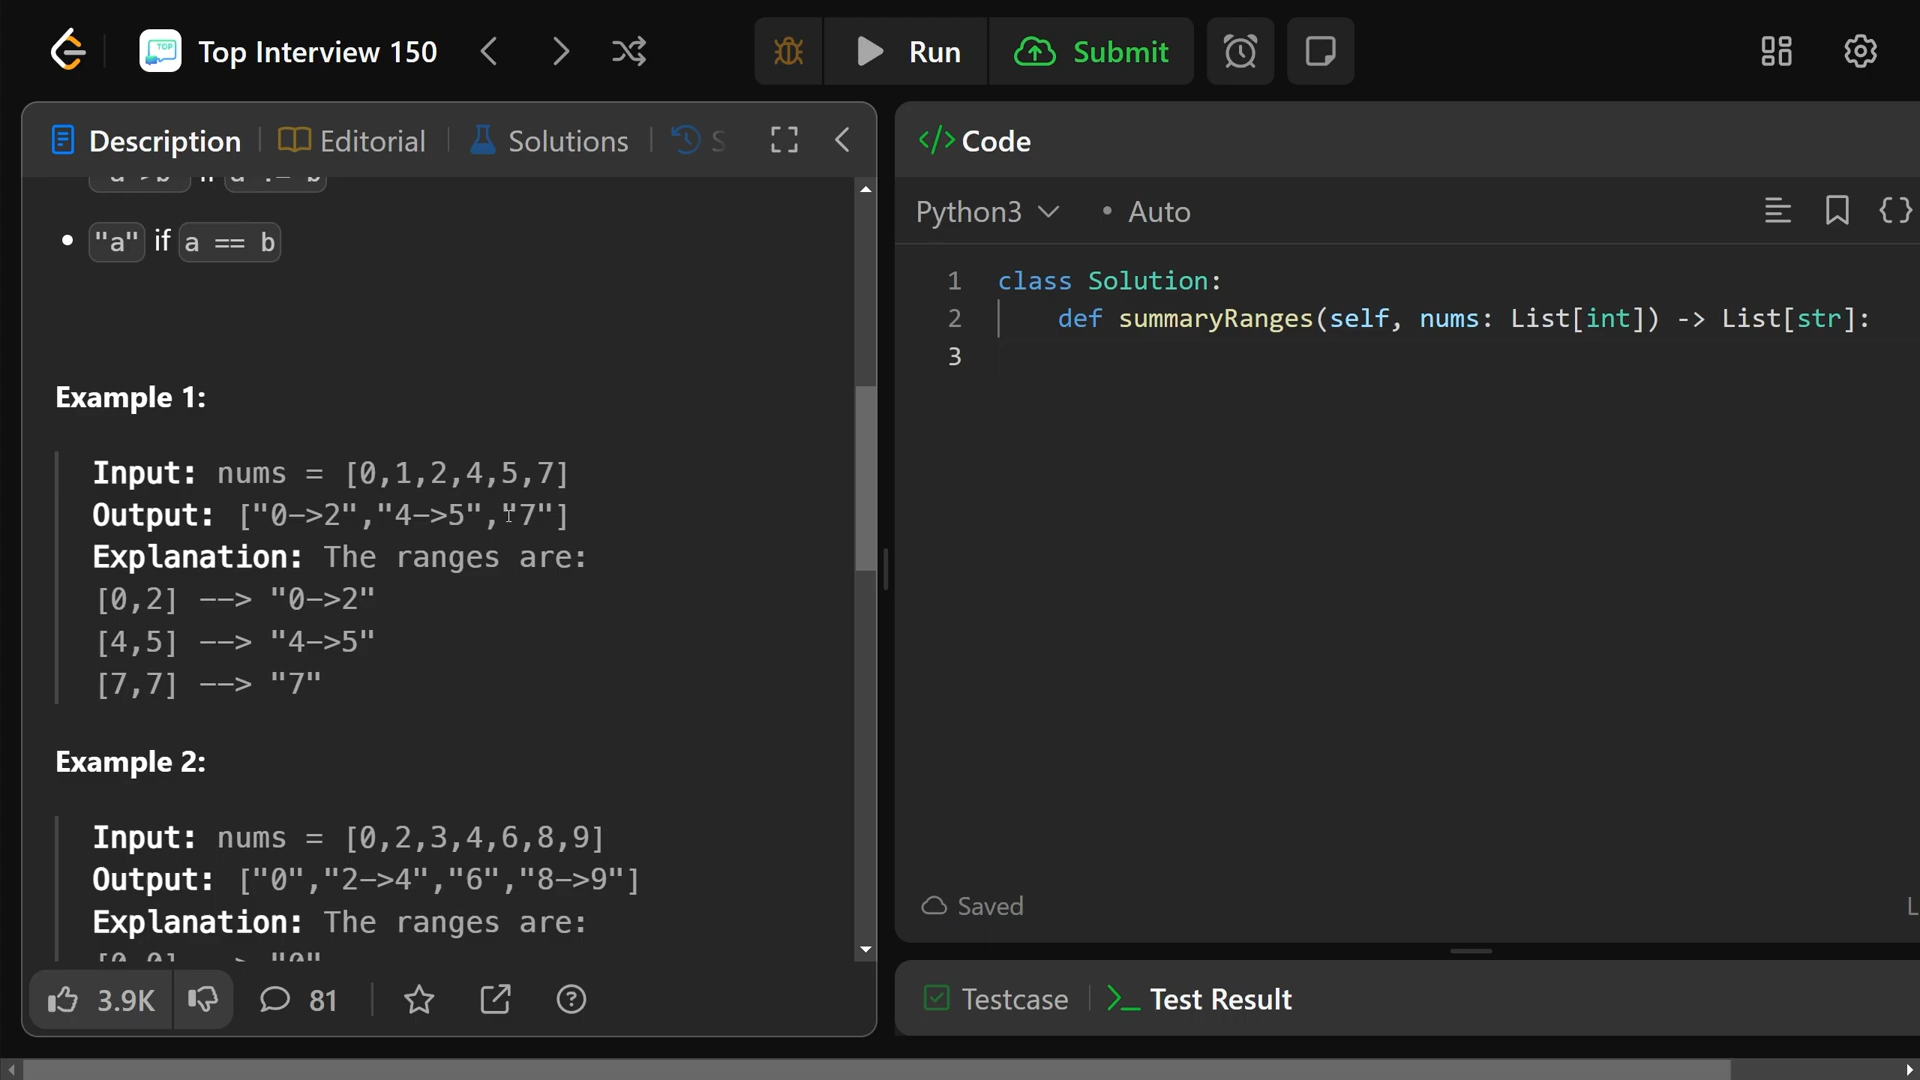 TOP
Top Interview 150
Run
Submit
Description
Editorial
Solutions
S
Code
Python3
• Auto
• "a" if a == b
Example 1:
Input: nums = [0,1,2,4,5,7]
Output: ["0->2","4->5","7"]
Explanation: The ranges are:
[0,2] --> "0->2"
[4,5] --> "4->5"
[7,7] --> "7"
Example 2:
Input: nums = [0,2,3,4,6,8,9]
Output: ["0","2->4","6","8->9"]
Explanation: The ranges are:
3.9K
81
1 class Solution:
2 def summaryRanges(self, nums: List[int]) -> List[str]:
3
Saved
L
Testcase
Test Result